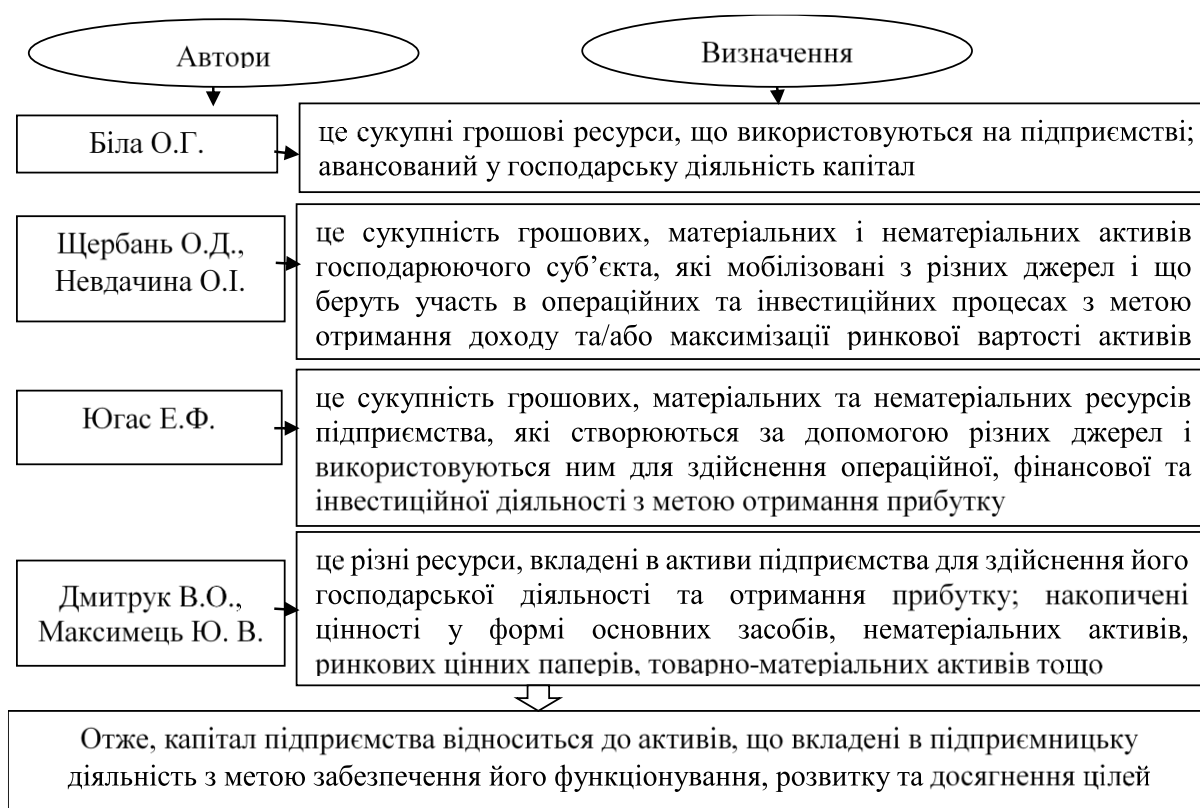 Автори
Визначення
Біла О.Г.
це сукупні грошові ресурси, що використовуються на підприємстві;
авансований у господарську діяльність капітал
Щербань О.Д.,
Невдачина О.І.
це сукупність грошових, матеріальних і нематеріальних активів
господарюючого суб’єкта, які мобілізовані з різних джерел і що
беруть участь в операційних та інвестиційних процесах з метою
отримання доходу та/або максимізації ринкової вартості активів
Югас Е.Ф.
це сукупність грошових, матеріальних та нематеріальних ресурсів
підприємства, які створюються за допомогою різних джерел і
використовуються ним для здійснення операційної, фінансової та
інвестиційної діяльності з метою отримання прибутку
Дмитрук В.О.,
Максимець Ю. В.
це різні ресурси, вкладені в активи підприємства для здійснення його
господарської діяльності та отримання прибутку; накопичені
цінності у формі основних засобів, нематеріальних активів,
ринкових цінних паперів, товарно-матеріальних активів тощо
Отже, капітал підприємства відноситься до активів, що вкладені в підприємницьку
діяльність з метою забезпечення його функціонування, розвитку та досягнення цілей